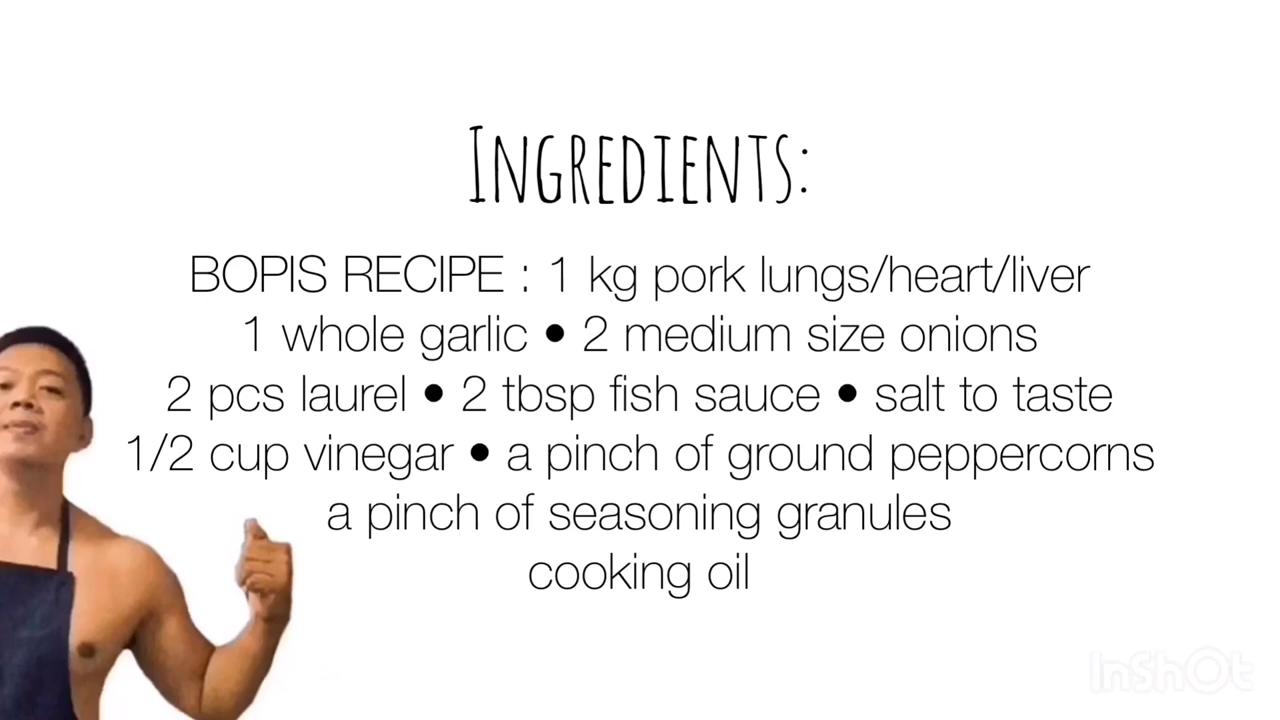 INGREDIENTS:
BOPIS RECIPE : 1 kg pork lungs/heart/liver
1 whole garlic • 2 medium size onions
2 pcs laurel • 2 tbsp fish sauce • salt to taste
1/2 cup vinegar • a pinch of ground peppercorns
a pinch of seasoning granules
cooking oil
InShOt